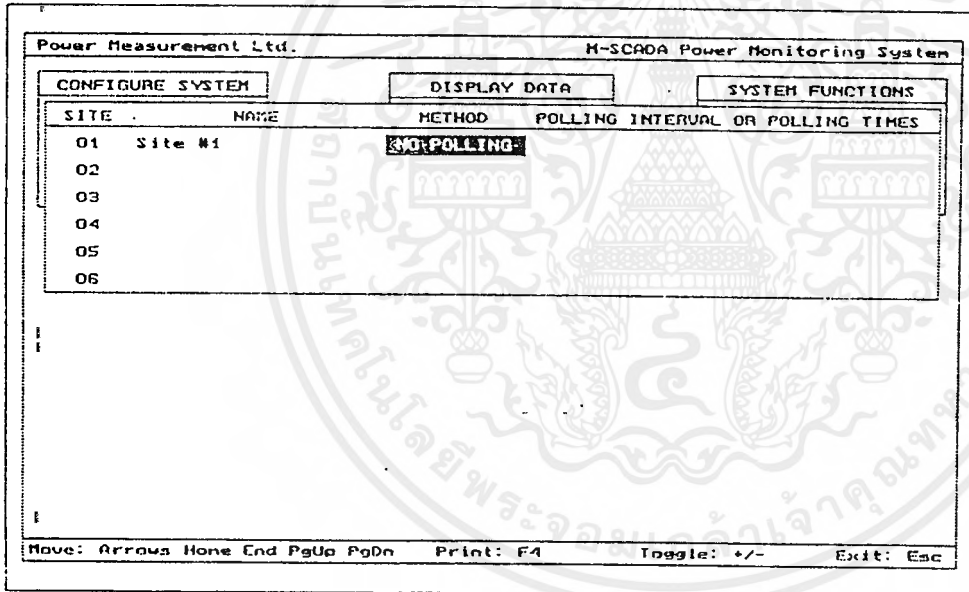 Power Measurement Ltd. M-SCADA Power Monitoring System
CONFIGURE SYSTEM DISPLAY DATA SYSTEM FUNCTIONS
SITE NAME METHOD POLLING INTERVAL OR POLLING TIMES
01 Site #1 NO POLLING
02
03
04
05
06
Move: Arrows Home End PgUp PgDn Print: F4 Toggle: +/- Exit: Esc